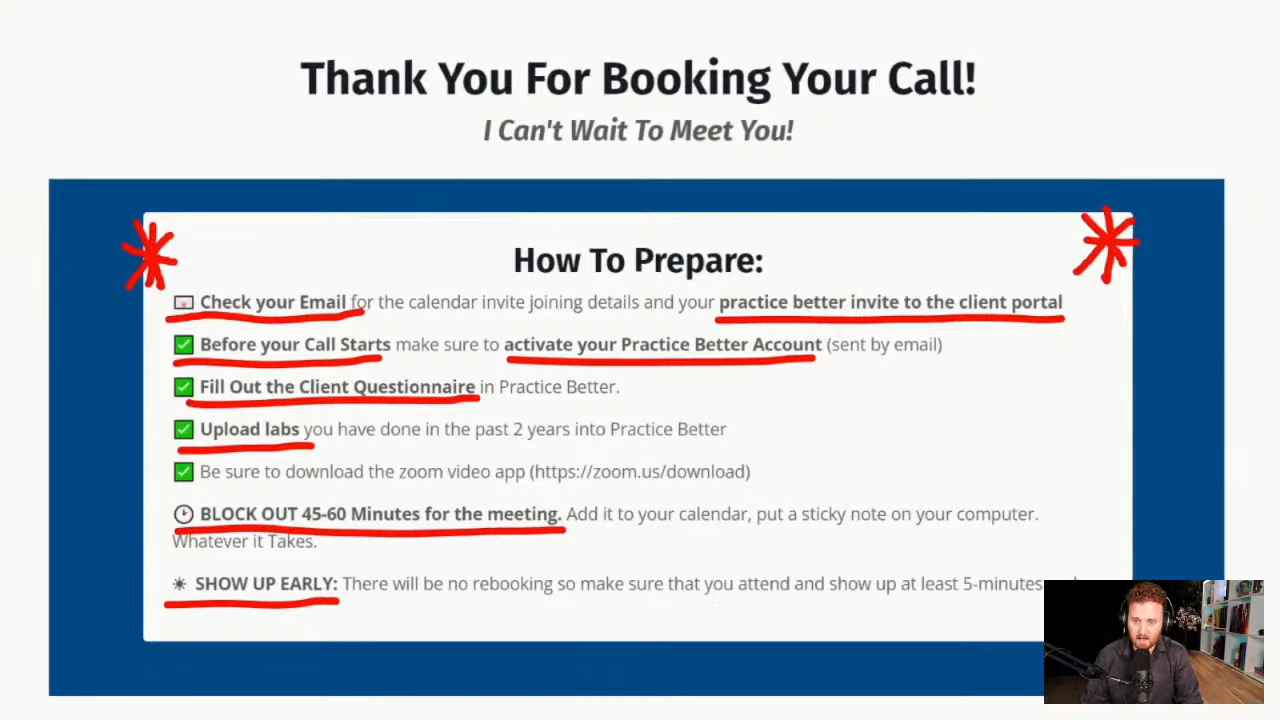 Thank You For Booking Your Call!
I Can't Wait To Meet You!
How To Prepare:
Check your Email for the calendar invite joining details and your practice better invite to the client portal
Before your Call Starts make sure to activate your Practice Better Account (sent by email)
Fill Out the Client Questionnaire in Practice Better.
Upload labs you have done in the past 2 years into Practice Better
Be sure to download the zoom video app (https://zoom.us/download)
BLOCK OUT 45-60 Minutes for the meeting. Add it to your calendar, put a sticky note on your computer.
Whatever it Takes.
SHOW UP EARLY: There will be no rebooking so make sure that you attend and show up at least 5-minutes